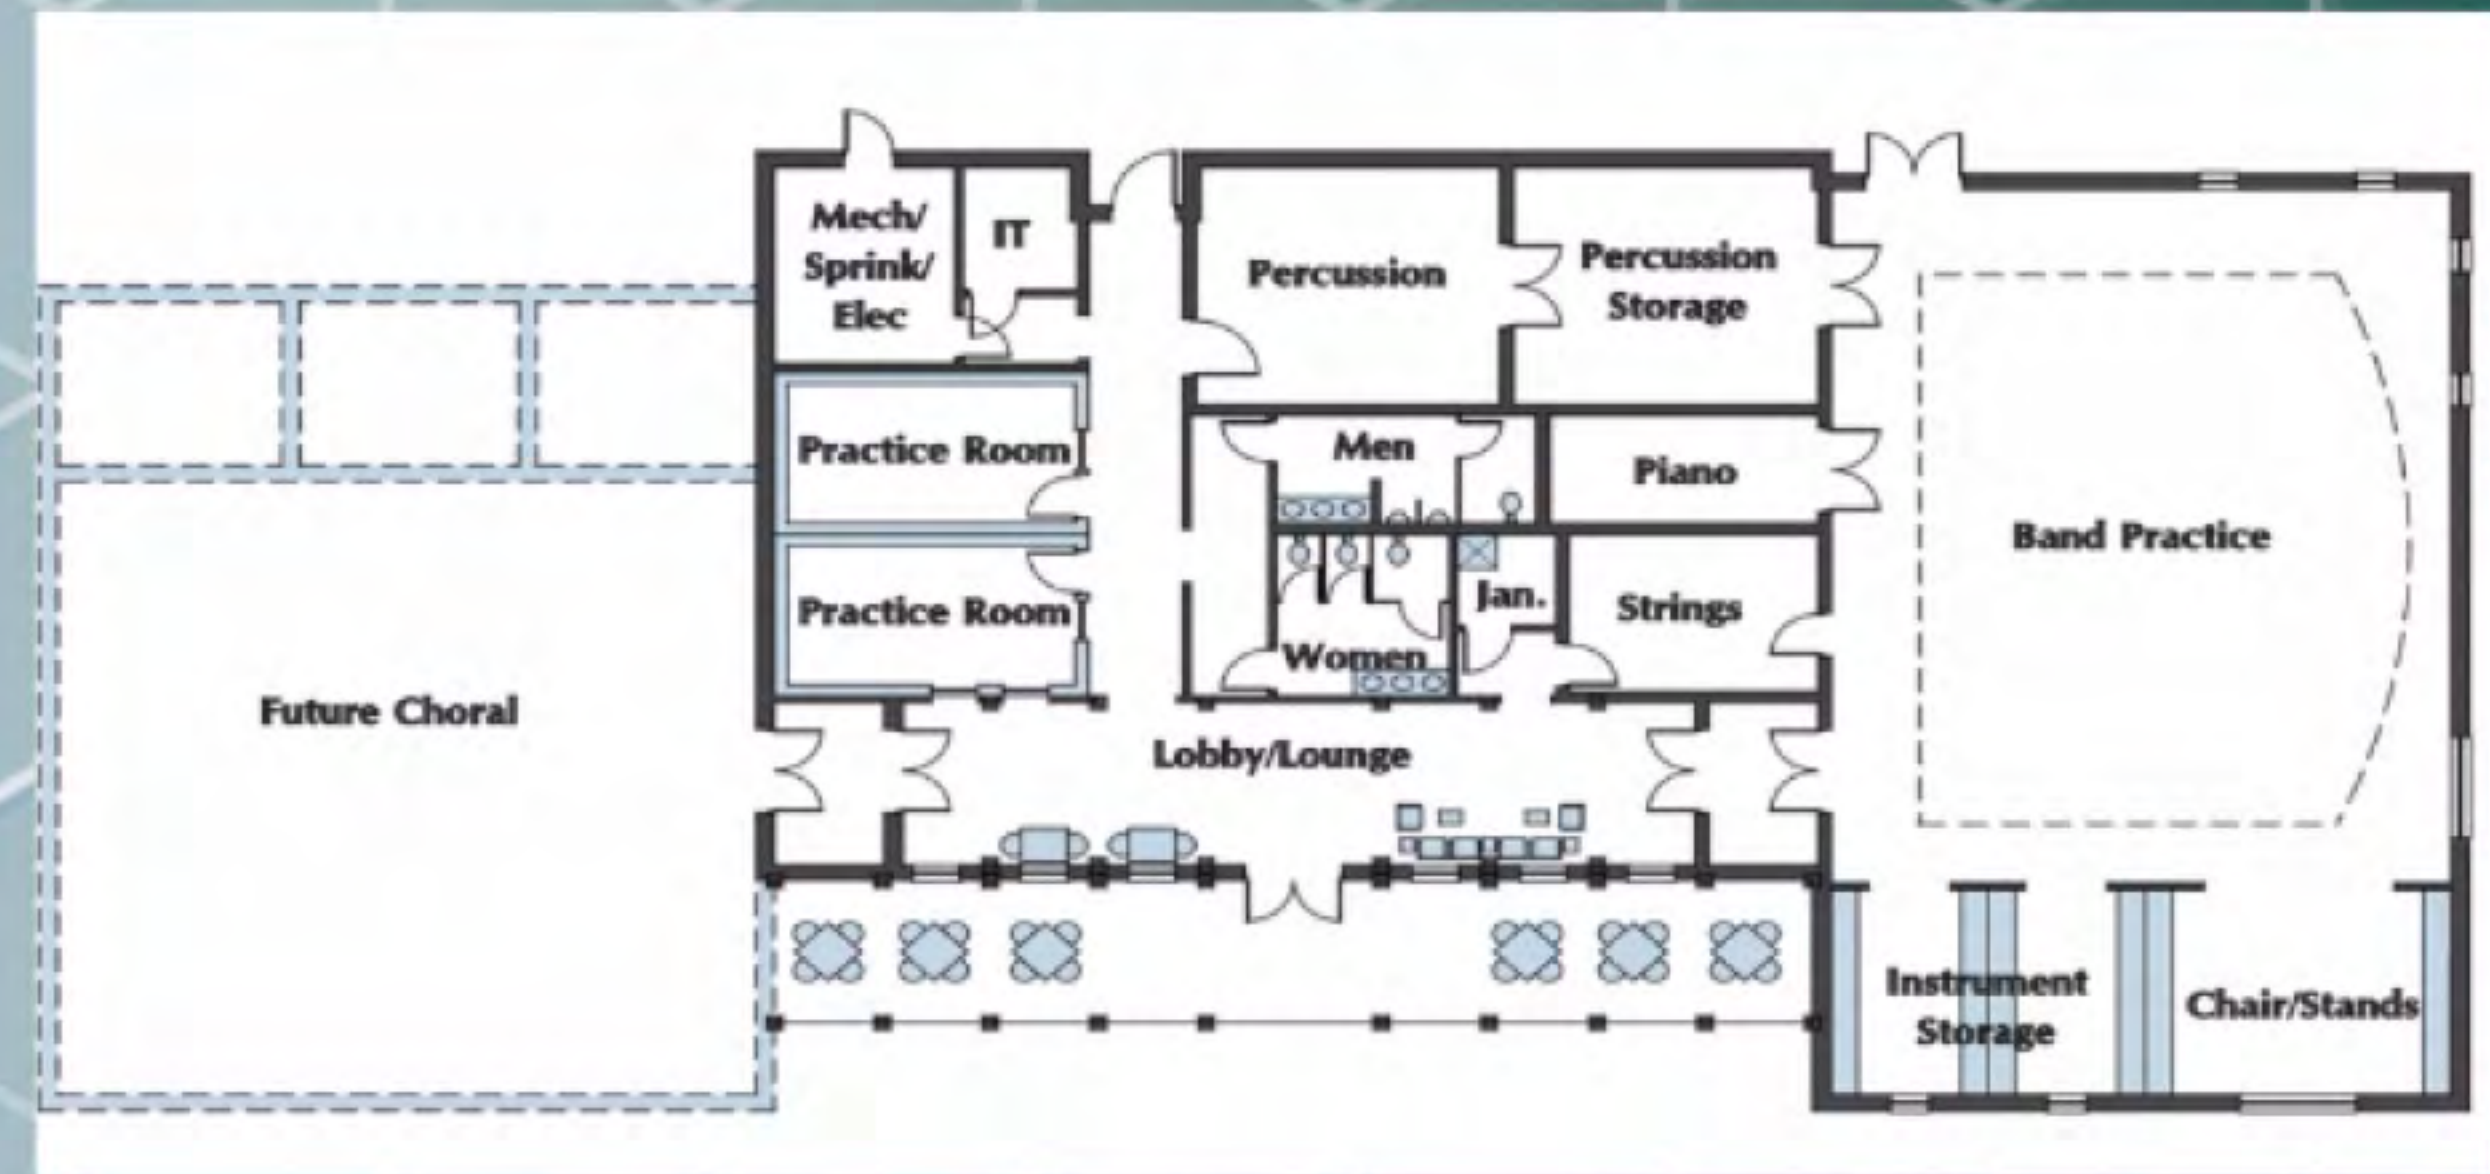 Mech/
Sprink/
Elec
IT
Percussion
Percussion
Storage
Practice Room
Men
Piano
Band Practice
Practice Room
Women
Jan.
Strings
Future Choral
Lobby/Lounge
Instrument
Storage
Chair/Stands